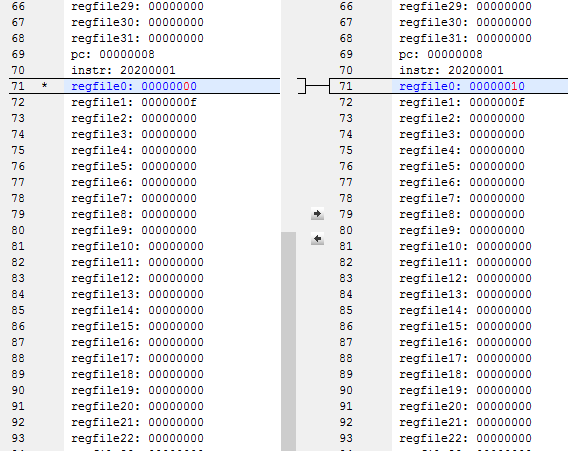 66 regfile29: 00000000
67 regfile30: 00000000
68 regfile31: 00000000
69 pc: 00000008
70 instr: 20200001
71 * regfile0: 00000000
72 regfile1: 0000000f
73 regfile2: 00000000
74 regfile3: 00000000
75 regfile4: 00000000
76 regfile5: 00000000
77 regfile6: 00000000
78 regfile7: 00000000
79 regfile8: 00000000
80 regfile9: 00000000
81 regfile10: 00000000
82 regfile11: 00000000
83 regfile12: 00000000
84 regfile13: 00000000
85 regfile14: 00000000
86 regfile15: 00000000
87 regfile16: 00000000
88 regfile17: 00000000
89 regfile18: 00000000
90 regfile19: 00000000
91 regfile20: 00000000
92 regfile21: 00000000
93 regfile22: 00000000
66 regfile29: 00000000
67 regfile30: 00000000
68 regfile31: 00000000
69 pc: 00000008
70 instr: 20200001
71 regfile0: 00000010
72 regfile1: 0000000f
73 regfile2: 00000000
74 regfile3: 00000000
75 regfile4: 00000000
76 regfile5: 00000000
77 regfile6: 00000000
78 regfile7: 00000000
79 regfile8: 00000000
80 regfile9: 00000000
81 regfile10: 00000000
82 regfile11: 00000000
83 regfile12: 00000000
84 regfile13: 00000000
85 regfile14: 00000000
86 regfile15: 00000000
87 regfile16: 00000000
88 regfile17: 00000000
89 regfile18: 00000000
90 regfile19: 00000000
91 regfile20: 00000000
92 regfile21: 00000000
93 regfile22: 00000000